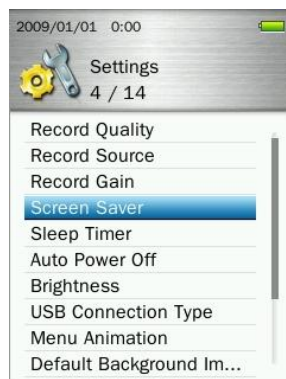 2009/01/01 0:00
Settings
4 / 14
Record Quality
Record Source
Record Gain
Screen Saver
Sleep Timer
Auto Power Off
Brightness
USB Connection Type
Menu Animation
Default Background Im...